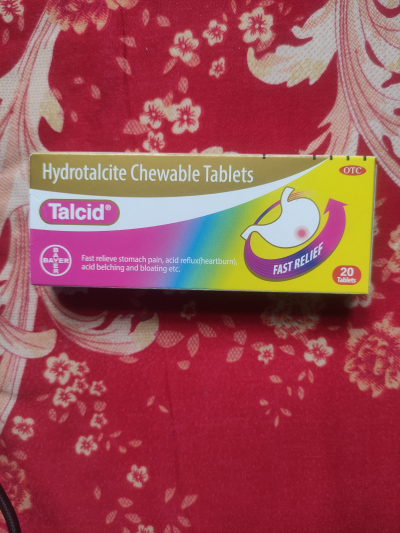 Hydrotalcite Chewable Tablets
OTC
Talcid®
BAYER
BAYER
Fast relieve stomach pain, acid reflux(heartburn),
acid belching and bloating etc.
FAST RELIEF
20
Tablets